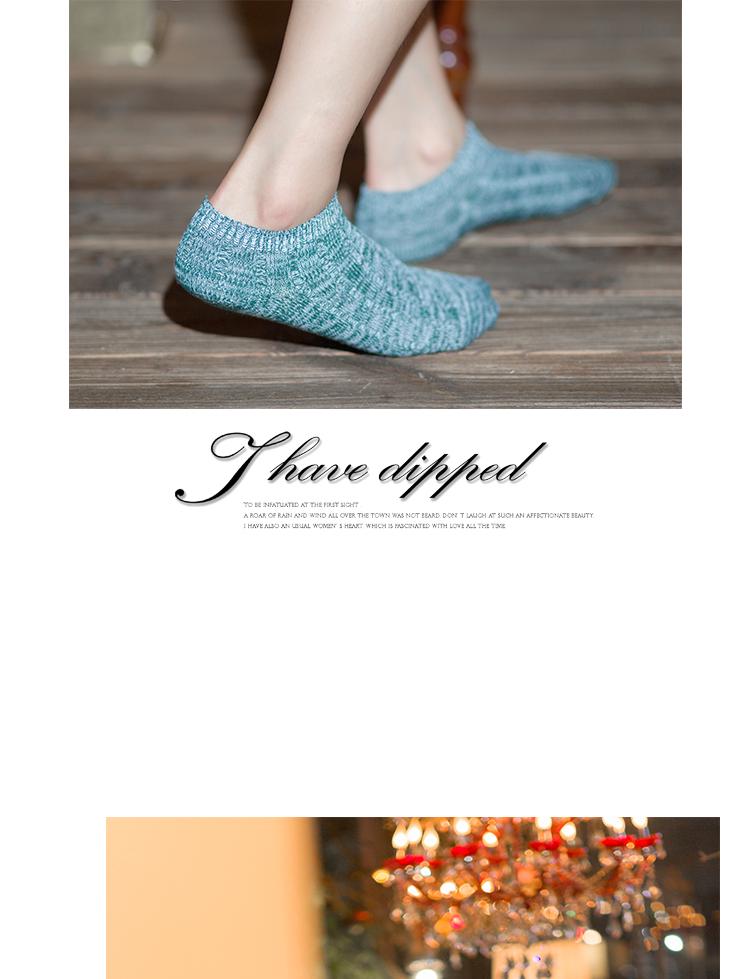 I have dipped
TO BE INFATUATED AT THE FIRST SIGHT
A ROAR OF RAIN AND WIND ALL OVER THE TOWN WAS NOT BEARD. DON' T LAUGH AT SUCH AN AFFECTIONATE BEAUTY.
I HAVE ALSO AN USUAL WOMEN' S HEART WHICH IS FASCINATED WITH LOVE ALL THE TIME.